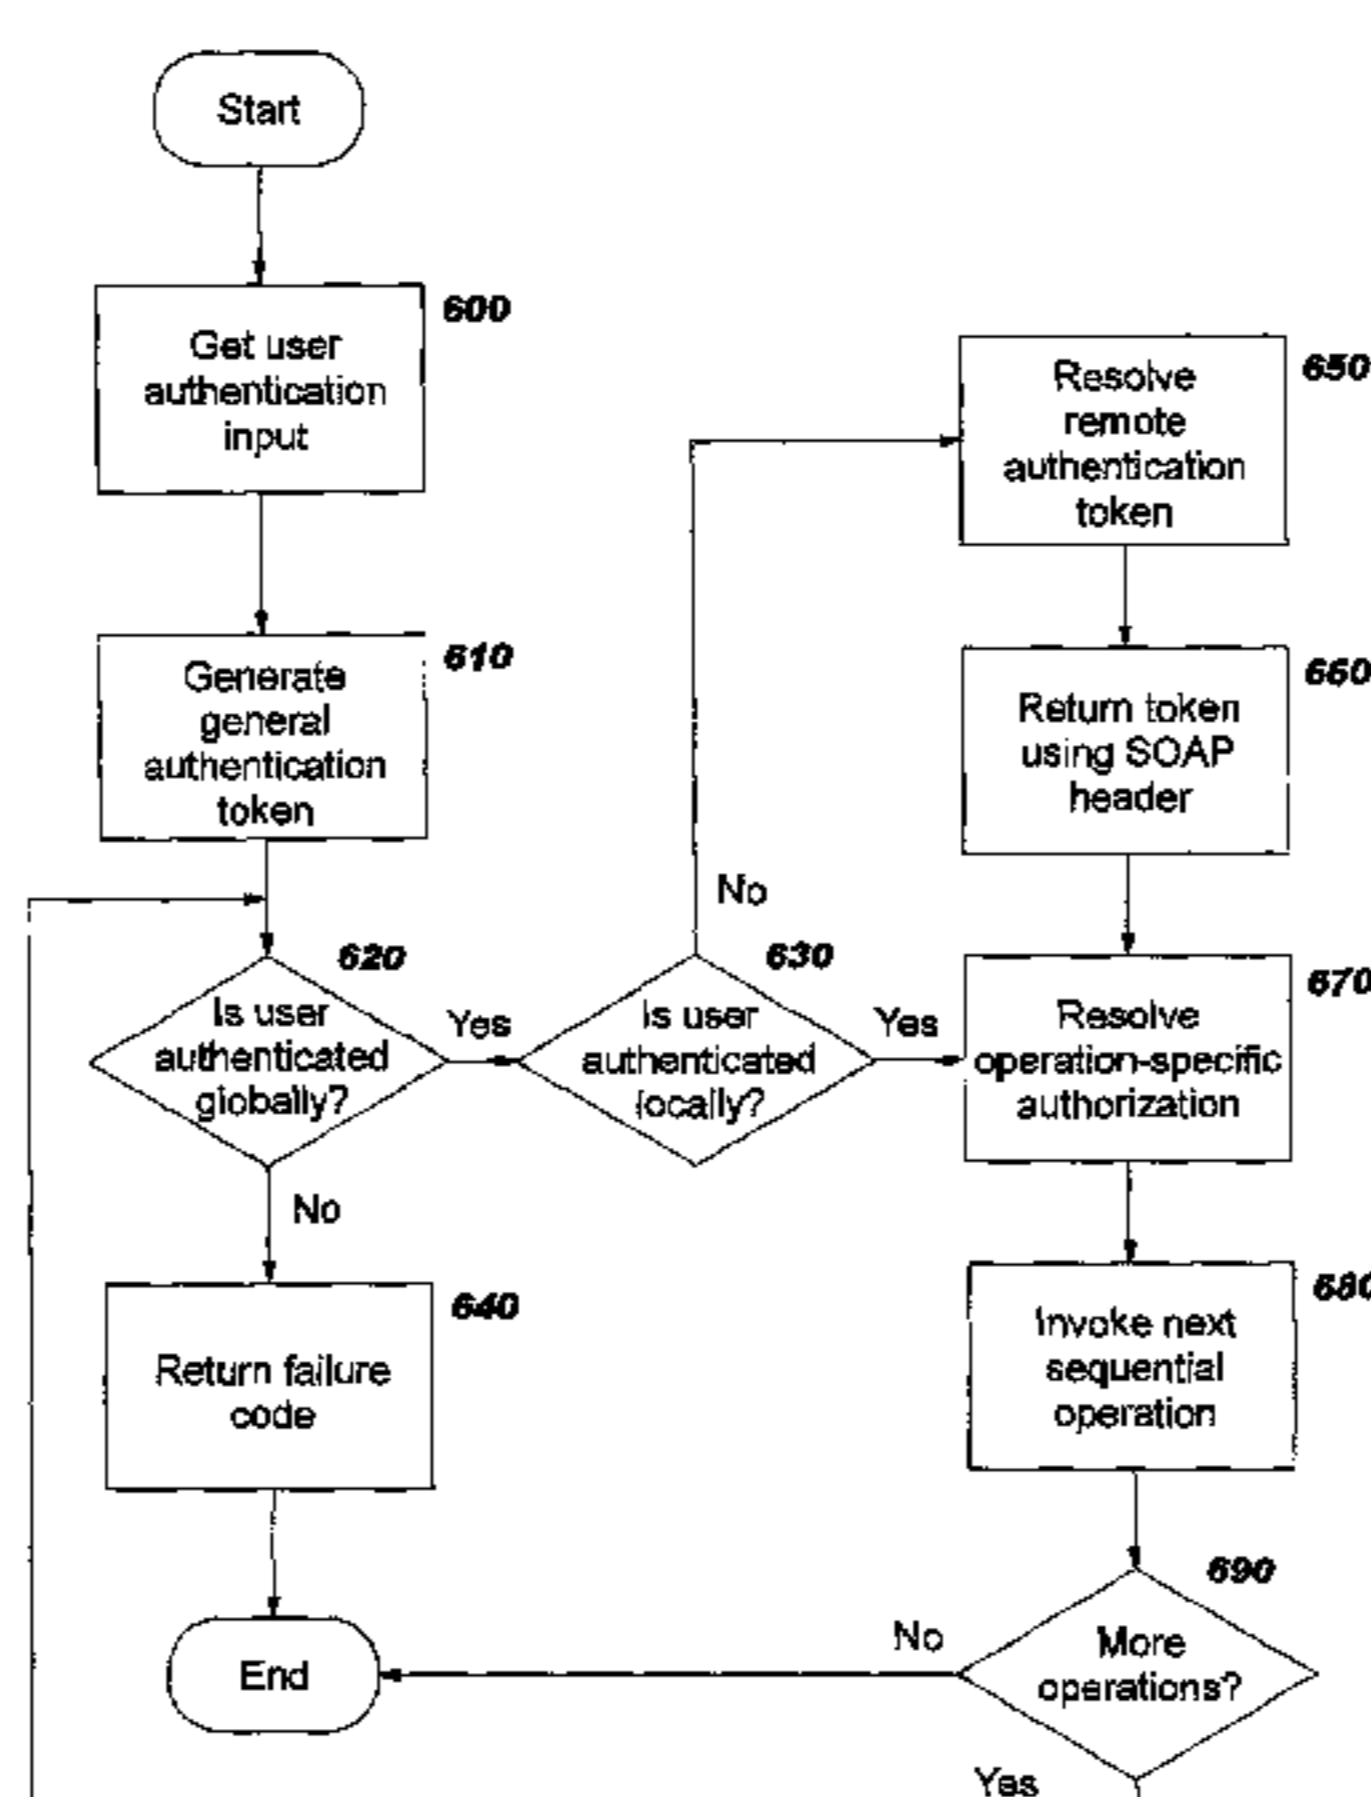 Start
600
Get user
authentication
input
610
Generate
general
authentication
token
620
Is user
authenticated
globally?
Yes
No
630
Is user
authenticated
locally?
No
Yes
640
Return failure
code
End
650
Resolve
remote
authentication
token
660
Return token
using SOAP
header
670
Resolve
operation-specific
authorization
680
Invoke next
sequential
operation
690
More
operations?
No
Yes